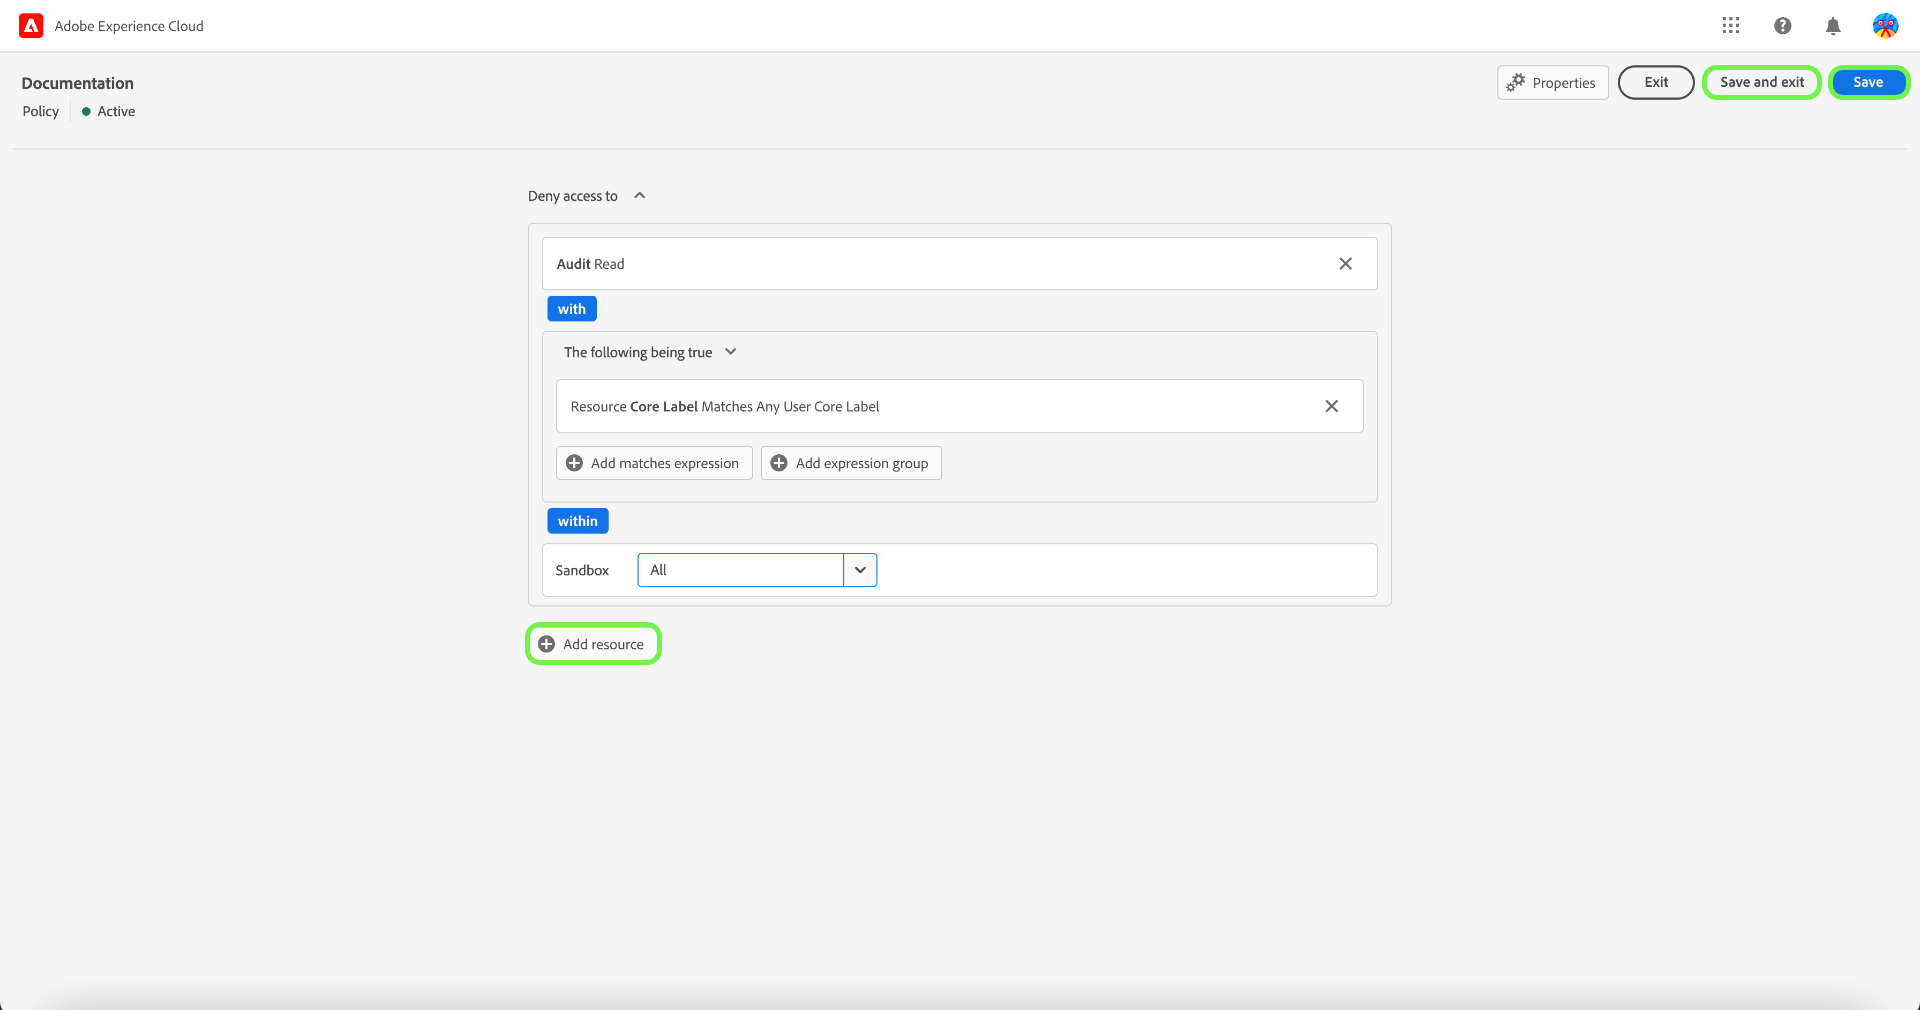 Adobe Experience Cloud
Documentation
Policy
Active
Properties
Exit
Save and exit
Save
Deny access to
Audit Read
with
The following being true
Resource Core Label Matches Any User Core Label
Add matches expression
Add expression group
within
Sandbox
All
Add resource